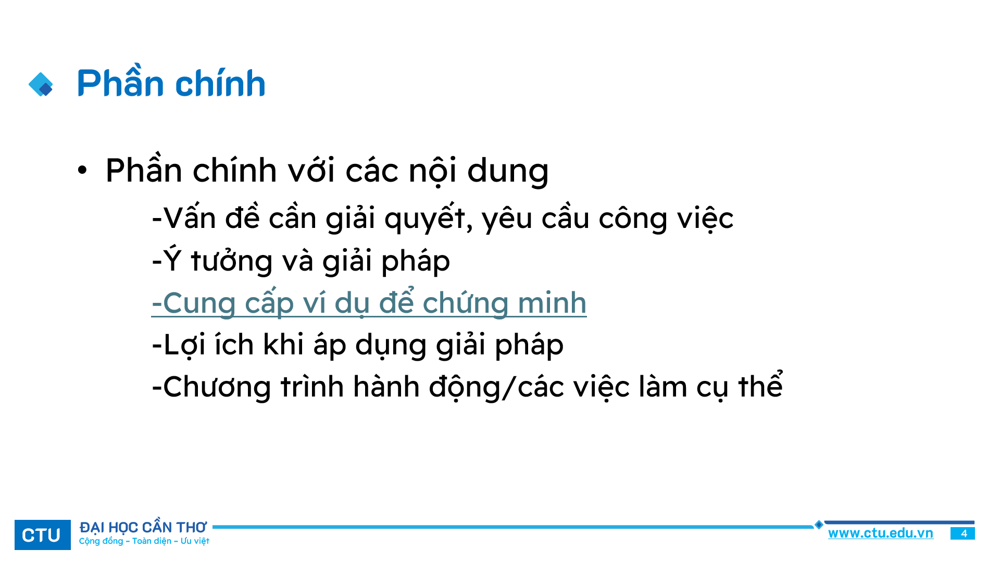 Phần chính
• Phần chính với các nội dung
-Vấn đề cần giải quyết, yêu cầu công việc
-Ý tưởng và giải pháp
-Cung cấp ví dụ để chứng minh
-Lợi ích khi áp dụng giải pháp
-Chương trình hành động/các việc làm cụ thể
CTU
ĐẠI HỌC CẦN THƠ
Cộng đồng – Toàn diện – Ưu việt
www.ctu.edu.vn
4